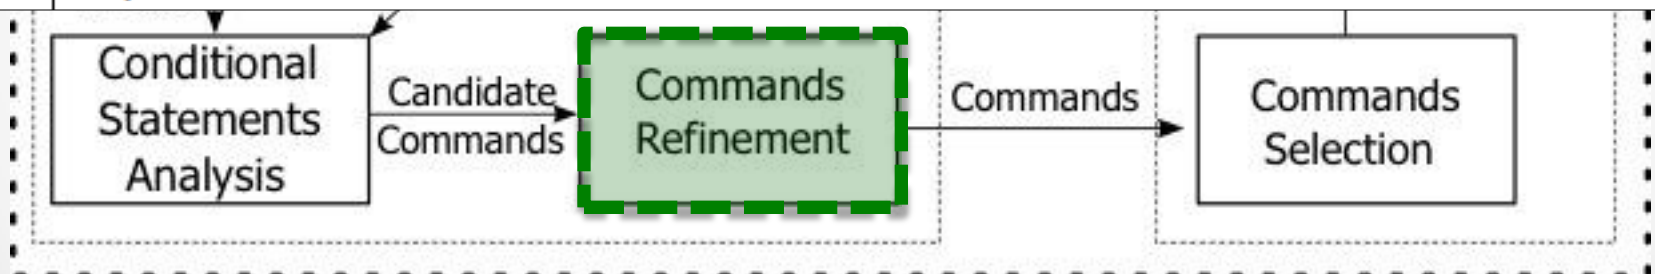 Conditional
Statements
Analysis
Candidate
Commands
Commands
Refinement
Commands
Commands
Selection